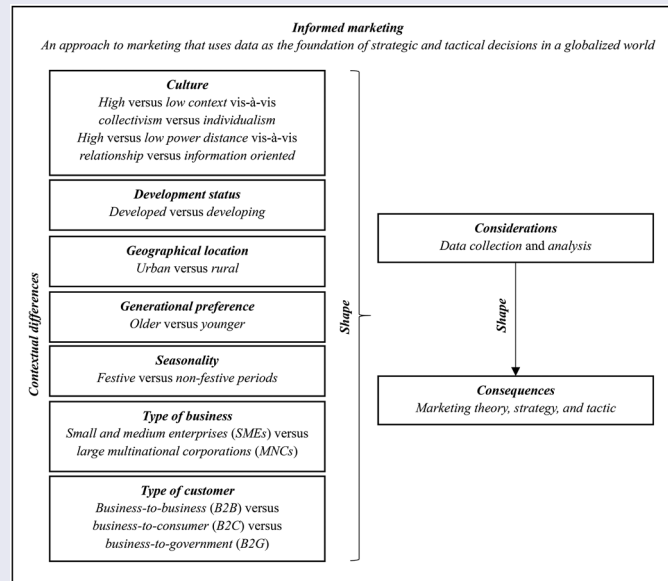 Informed marketing
An approach to marketing that uses data as the foundation of strategic and tactical decisions in a globalized world
Contextual differences
Culture
High versus low context vis-à-vis
collectivism versus individualism
High versus low power distance vis-à-vis
relationship versus information oriented
Development status
Developed versus developing
Geographical location
Urban versus rural
Generational preference
Older versus younger
Seasonality
Festive versus non-festive periods
Type of business
Small and medium enterprises (SMEs) versus
large multinational corporations (MNCs)
Type of customer
Business-to-business (B2B) versus
business-to-consumer (B2C) versus
business-to-government (B2G)
Shape
Considerations
Data collection and analysis
Shape
Consequences
Marketing theory, strategy, and tactic